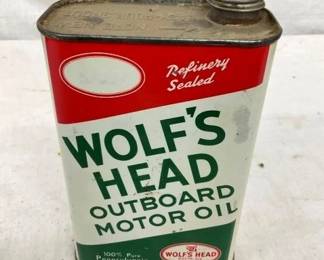 Refinery
Sealed
WOLF'S
HEAD
OUTBOARD
MOTOR OIL
100% Pure
WOLF'S HEAD